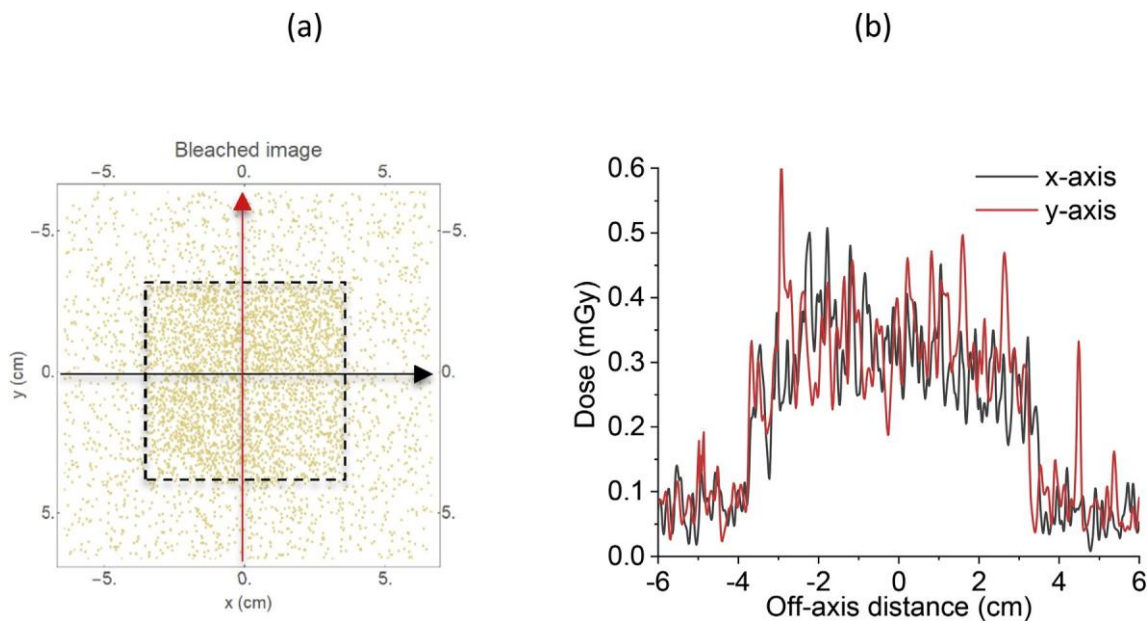 (a)
(b)
Bleached image
−5. 0. 5.
−5. −5.
y (cm)
0. 0.
5. 5.
−5. 0. 5.
x (cm)
0.6
x-axis
y-axis
0.5
0.4
Dose (mGy)
0.3
0.2
0.1
0.0
-6 -4 -2 0 2 4 6
Off-axis distance (cm)